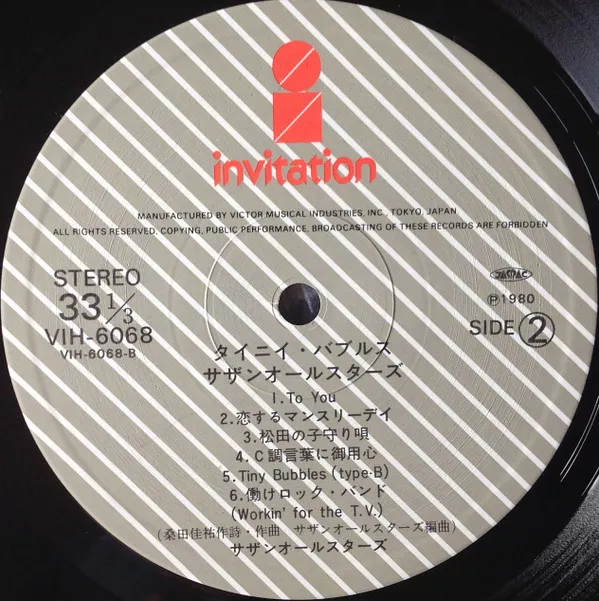 invitation
MANUFACTURED BY VICTOR MUSICAL INDUSTRIES, INC., TOKYO, JAPAN
ALL RIGHTS RESERVED, COPYING, PUBLIC PERFORMANCE, BROADCASTING OF THESE RECORDS ARE FORBIDDEN
STEREO
33 1/3
VIH-6068
VIH-6068-B
JASRAC
Ⓟ1980
SIDE 2
タイニイ・バブルス
サザンオールスターズ
1.To You
2.恋するマンスリーデイ
3.松田の子守り唄
4.C調言葉に御用心
5.Tiny Bubbles (type-B)
6.働けロック・バンド
(Workin' for the T.V.)
(桑田佳祐作詩・作曲 サザンオールスターズ編曲)
サザンオールスターズ